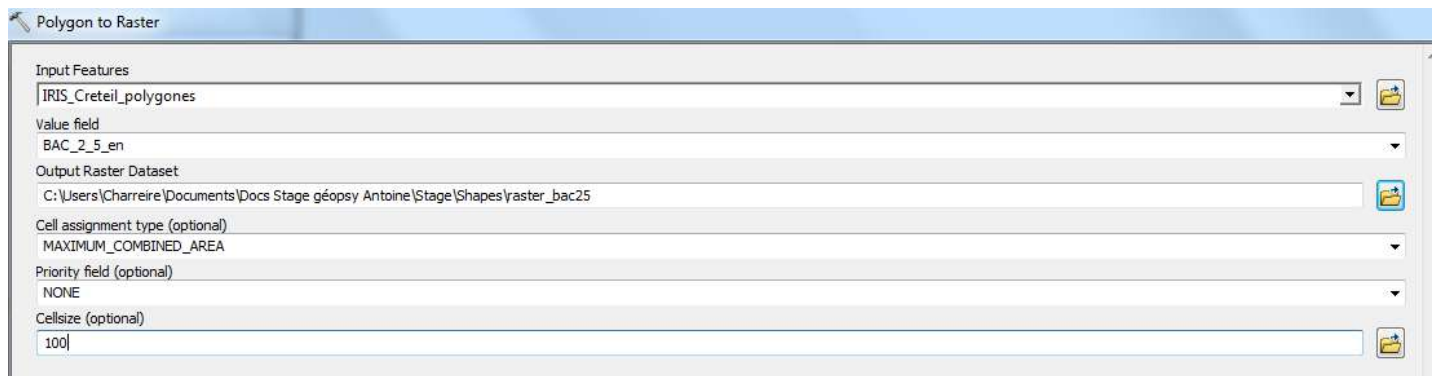 Polygon to Raster
Input Features
IRIS_Creteil_polygones
Value field
BAC_2_5_en
Output Raster Dataset
C:\Users\Charreire\Documents\Docs Stage géopsy Antoine\Stage\Shapes\raster_bac25
Cell assignment type (optional)
MAXIMUM_COMBINED_AREA
Priority field (optional)
NONE
Cellsize (optional)
100